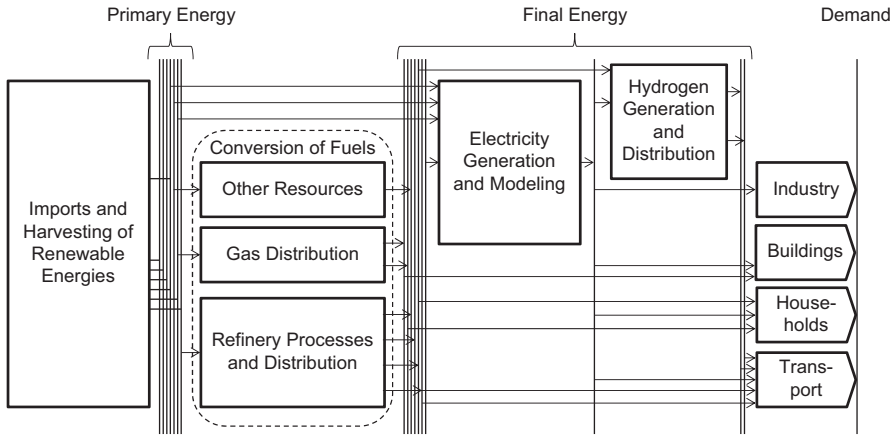 Primary Energy
Final Energy
Demand
Imports and
Harvesting of
Renewable
Energies
Conversion of Fuels
Other Resources
Gas Distribution
Refinery Processes
and Distribution
Electricity
Generation
and Modeling
Hydrogen
Generation
and
Distribution
Industry
Buildings
House-
holds
Trans-
port